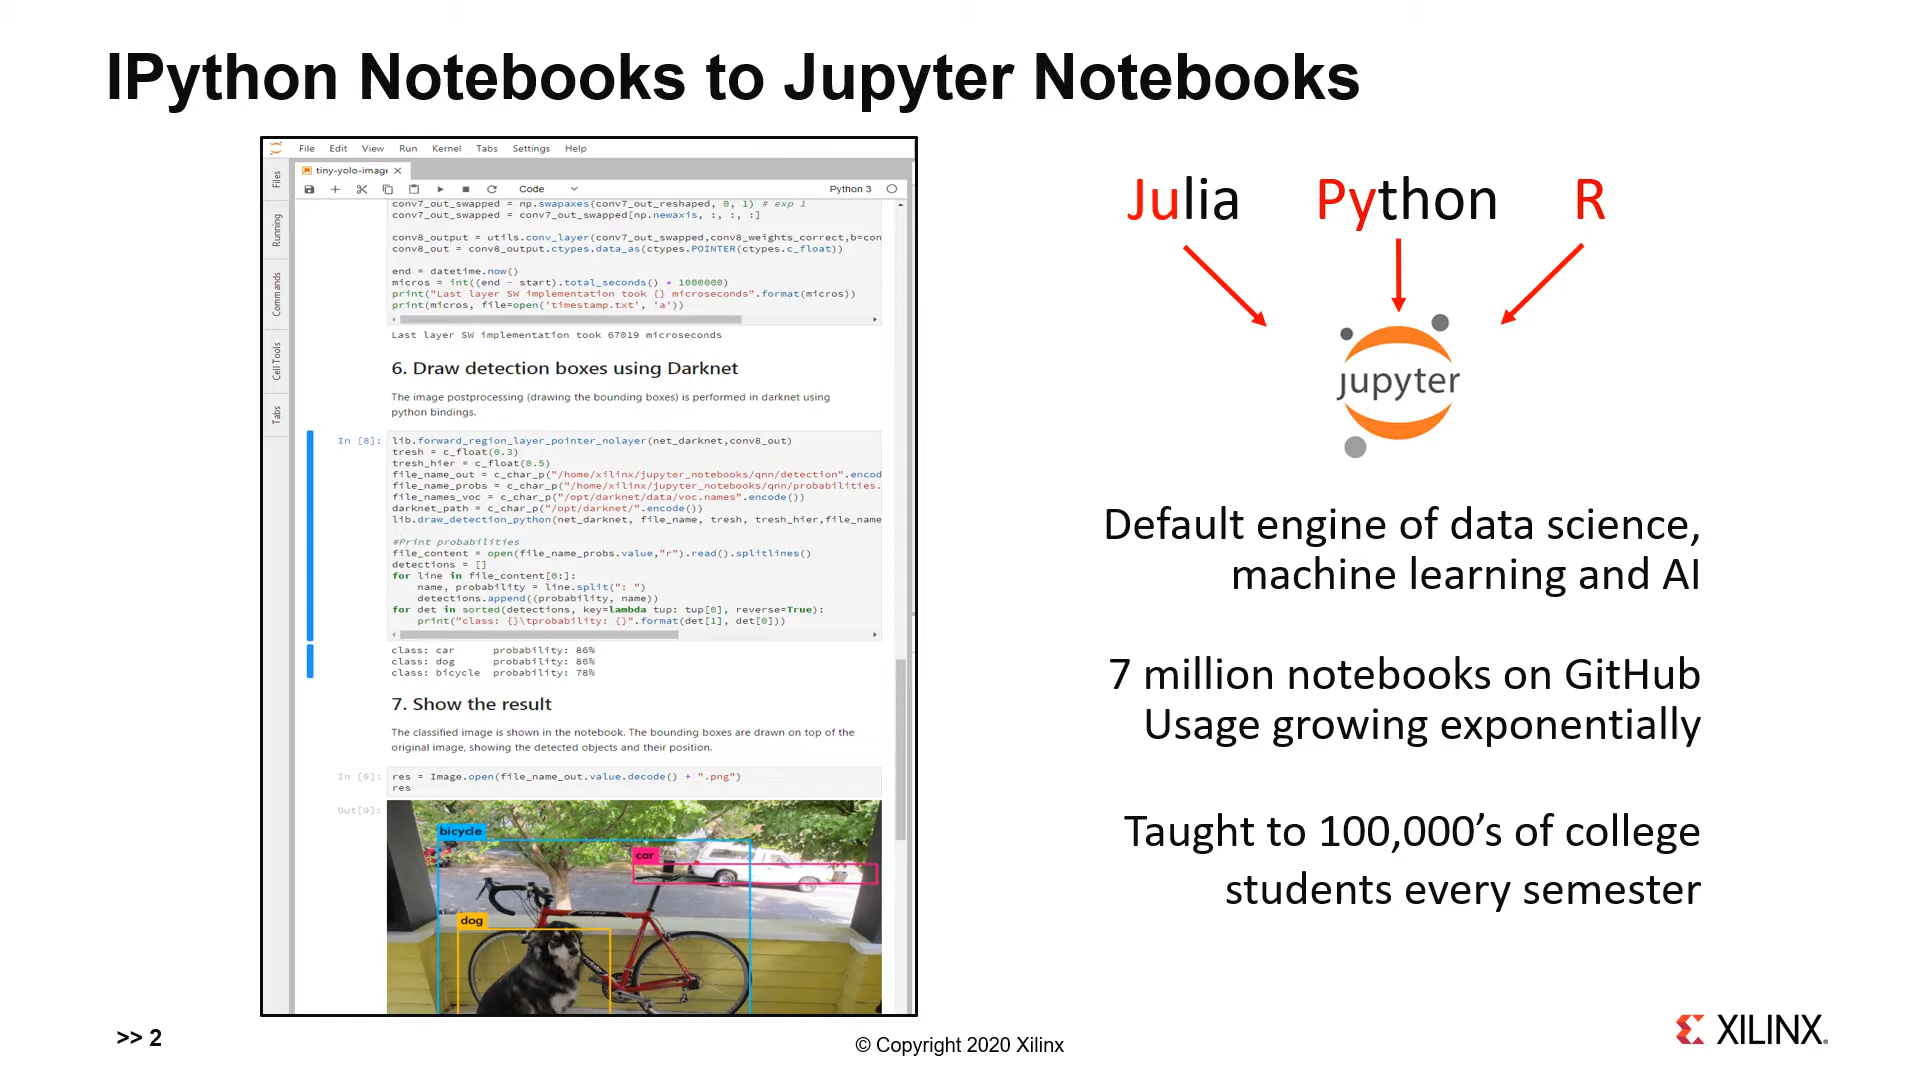 IPython Notebooks to Jupyter Notebooks
File Edit View Run Kernel Tabs Settings Help
tiny-yolo-image
Code
Python 3
Files
Running
Commands
Cell Tools
Tabs
conv7_out_swapped = np.swapaxes(conv7_out_reshaped, 0, 1) # exp 1
conv7_out_swapped = conv7_out_swapped[np.newaxis, :, :, :]
conv8_output = utils.conv_layer(conv7_out_swapped,conv8_weights_correct,b=con
conv8_out = conv8_output.ctypes.data_as(ctypes.POINTER(ctypes.c_float))
end = datetime.now()
micros = int((end - start).total_seconds() * 1000000)
print("Last layer SW implementation took {} microseconds".format(micros))
print(micros, file=open('timestamp.txt', 'a'))
Last layer SW implementation took 67019 microseconds
6. Draw detection boxes using Darknet
The image postprocessing (drawing the bounding boxes) is performed in darknet using
python bindings.
In [8]:
lib.forward_region_layer_pointer_nolayer(net_darknet,conv8_out)
tresh = c_float(0.3)
tresh_hier = c_float(0.5)
file_name_out = c_char_p("/home/xilinx/jupyter_notebooks/qnn/detection".encod
file_name_probs = c_char_p("/home/xilinx/jupyter_notebooks/qnn/probabilities.
file_names_voc = c_char_p("/opt/darknet/data/voc.names".encode())
darknet_path = c_char_p("/opt/darknet/".encode())
lib.draw_detection_python(net_darknet, file_name, tresh, tresh_hier,file_name
#Print probabilities
file_content = open(file_name_probs.value,"r").read().splitlines()
detections = []
for line in file_content[0:]:
name, probability = line.split(": ")
detections.append((probability, name))
for det in sorted(detections, key=lambda tup: tup[0], reverse=True):
print("class: {}\tprobability: {}".format(det[1], det[0]))
class: car probability: 86%
class: dog probability: 86%
class: bicycle probability: 78%
7. Show the result
The classified image is shown in the notebook. The bounding boxes are drawn on top of the
original image, showing the detected objects and their position.
In [9]:
res = Image.open(file_name_out.value.decode() + ".png")
res
Out[9]:
bicycle
car
dog
Julia Python R
jupyter
Default engine of data science,
machine learning and AI
7 million notebooks on GitHub
Usage growing exponentially
Taught to 100,000’s of college
students every semester
>> 2
© Copyright 2020 Xilinx
XILINX